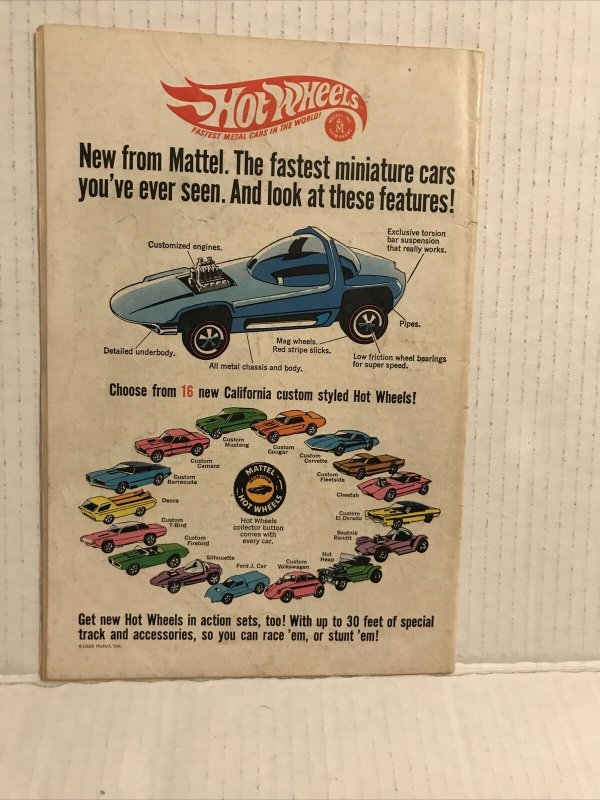 Hot Wheels
FASTEST METAL CARS IN THE WORLD!
New from Mattel. The fastest miniature cars
you've ever seen. And look at these features!
Customized engines.
Exclusive torsion
bar suspension
that really works.
Pipes.
Mag wheels.
Red stripe slicks.
Detailed underbody.
All metal chassis and body.
Low friction wheel bearings
for super speed.
Choose from 16 new California custom styled Hot Wheels!
Custom
Mustang
Custom
Cougar
Custom
Camaro
Custom
Corvette
Custom
Barracuda
Custom
Fleetside
Deora
Cheetah
Custom
T-Bird
Custom
El Dorado
Custom
Firebird
Beatnik
Bandit
Silhouette
Ford J. Car
Custom
Volkswagen
Hot
Heap
MATTEL
HOT WHEELS
Hot Wheels
collector button
comes with
every car.
Get new Hot Wheels in action sets, too! With up to 30 feet of special
track and accessories, so you can race 'em, or stunt 'em!
©1968 Mattel, Inc.